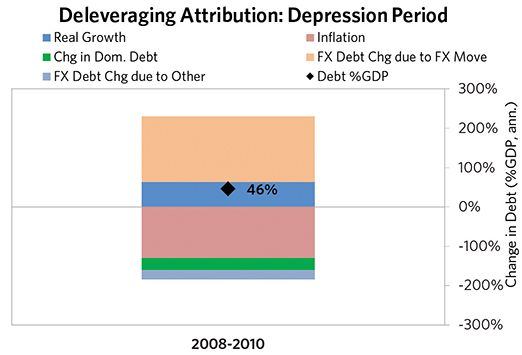 Deleveraging Attribution: Depression Period
Real Growth Inflation
Chg in Dom. Debt FX Debt Chg due to FX Move
FX Debt Chg due to Other Debt %GDP
300%
200%
100%
46%
0%
-100%
-200%
-300%
Change in Debt (%GDP, ann.)
2008-2010